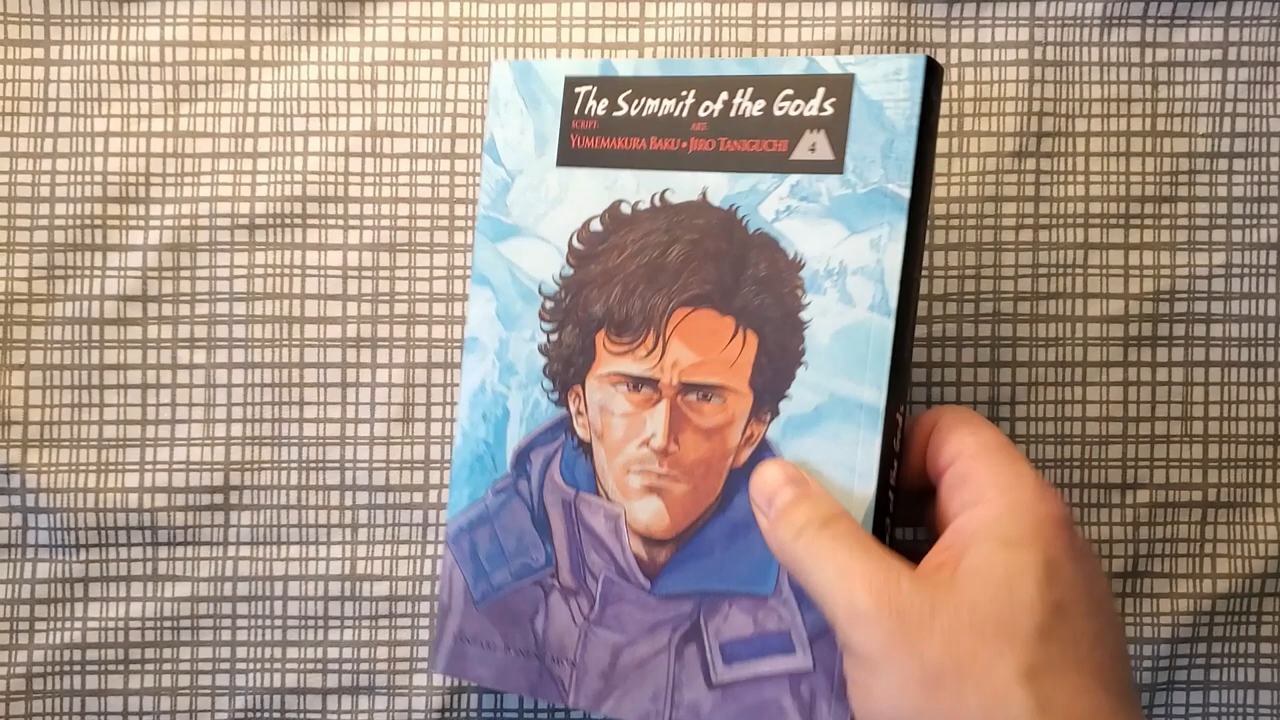 The Summit of the Gods
SCRIPT: ART:
YUMEMAKURA BAKU • JIRO TANIGUCHI
4